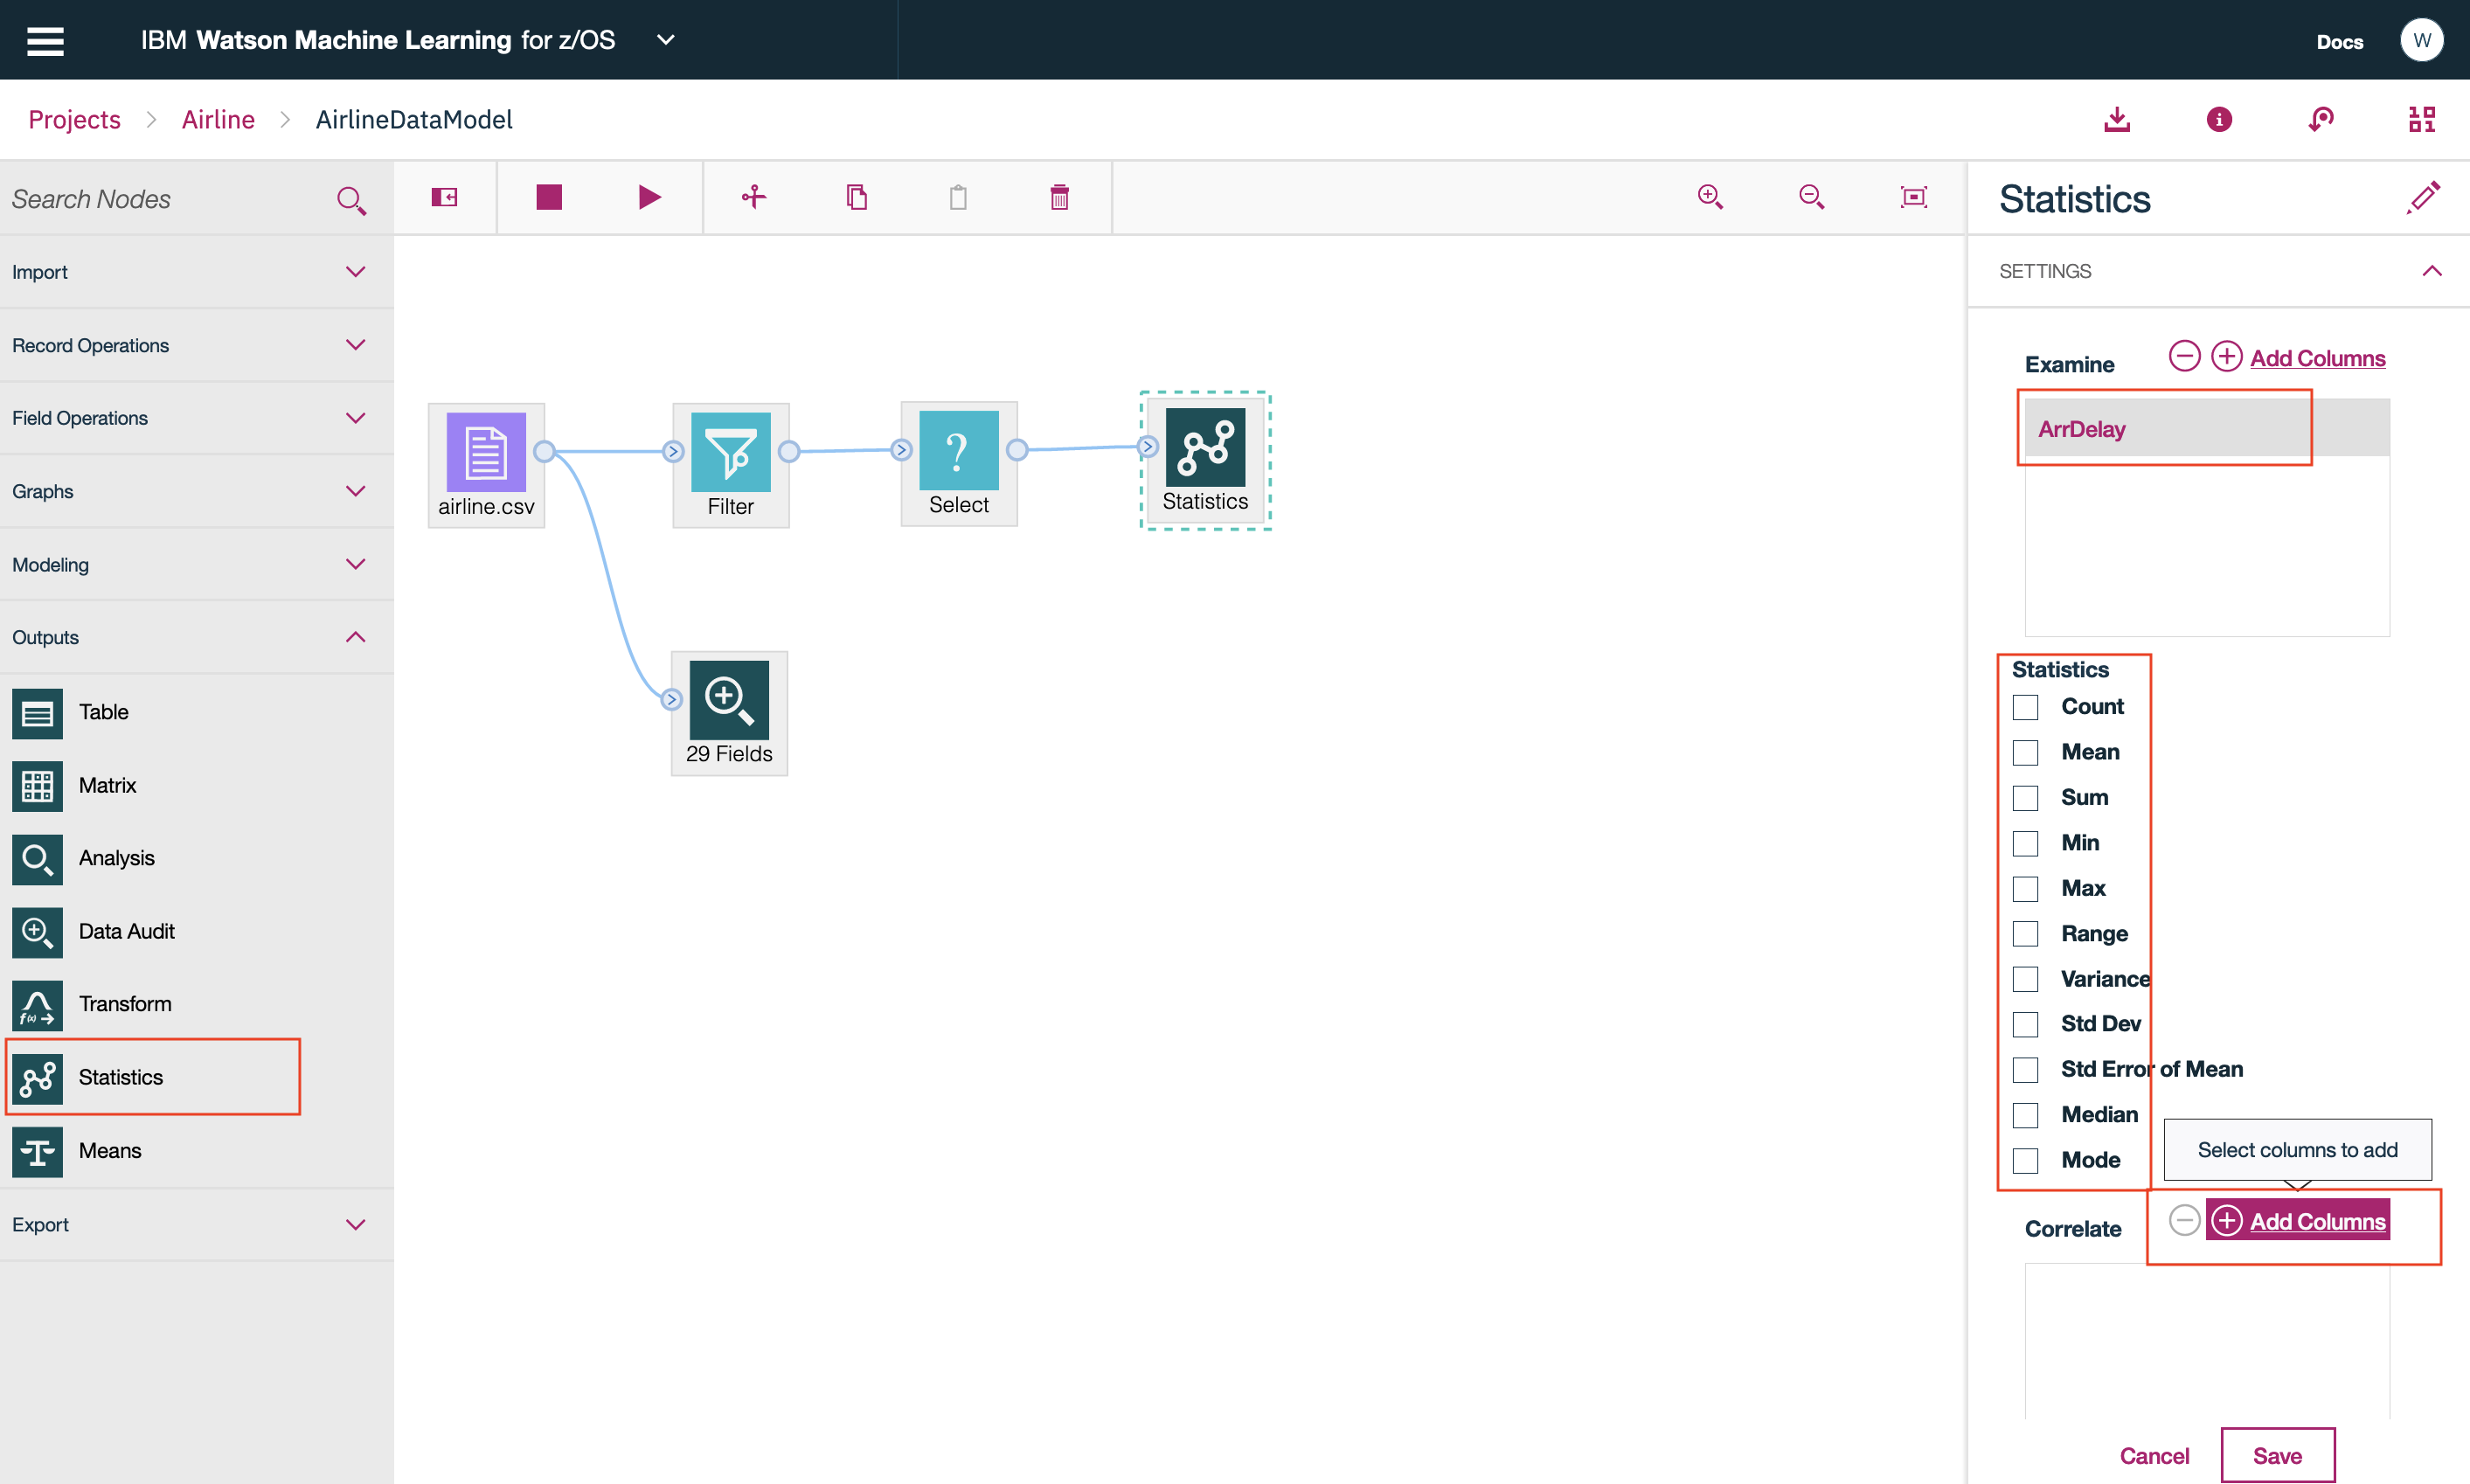 IBM Watson Machine Learning for z/OS
Docs
W
Projects > Airline > AirlineDataModel
Search Nodes
Import
Record Operations
Field Operations
Graphs
Modeling
Outputs
Table
Matrix
Analysis
Data Audit
Transform
Statistics
Means
Export
airline.csv
Filter
?
Select
Statistics
29 Fields
Statistics
SETTINGS
Examine
Add Columns
ArrDelay
Statistics
Count
Mean
Sum
Min
Max
Range
Variance
Std Dev
Std Error of Mean
Median
Mode
Select columns to add
Correlate
Add Columns
Cancel
Save